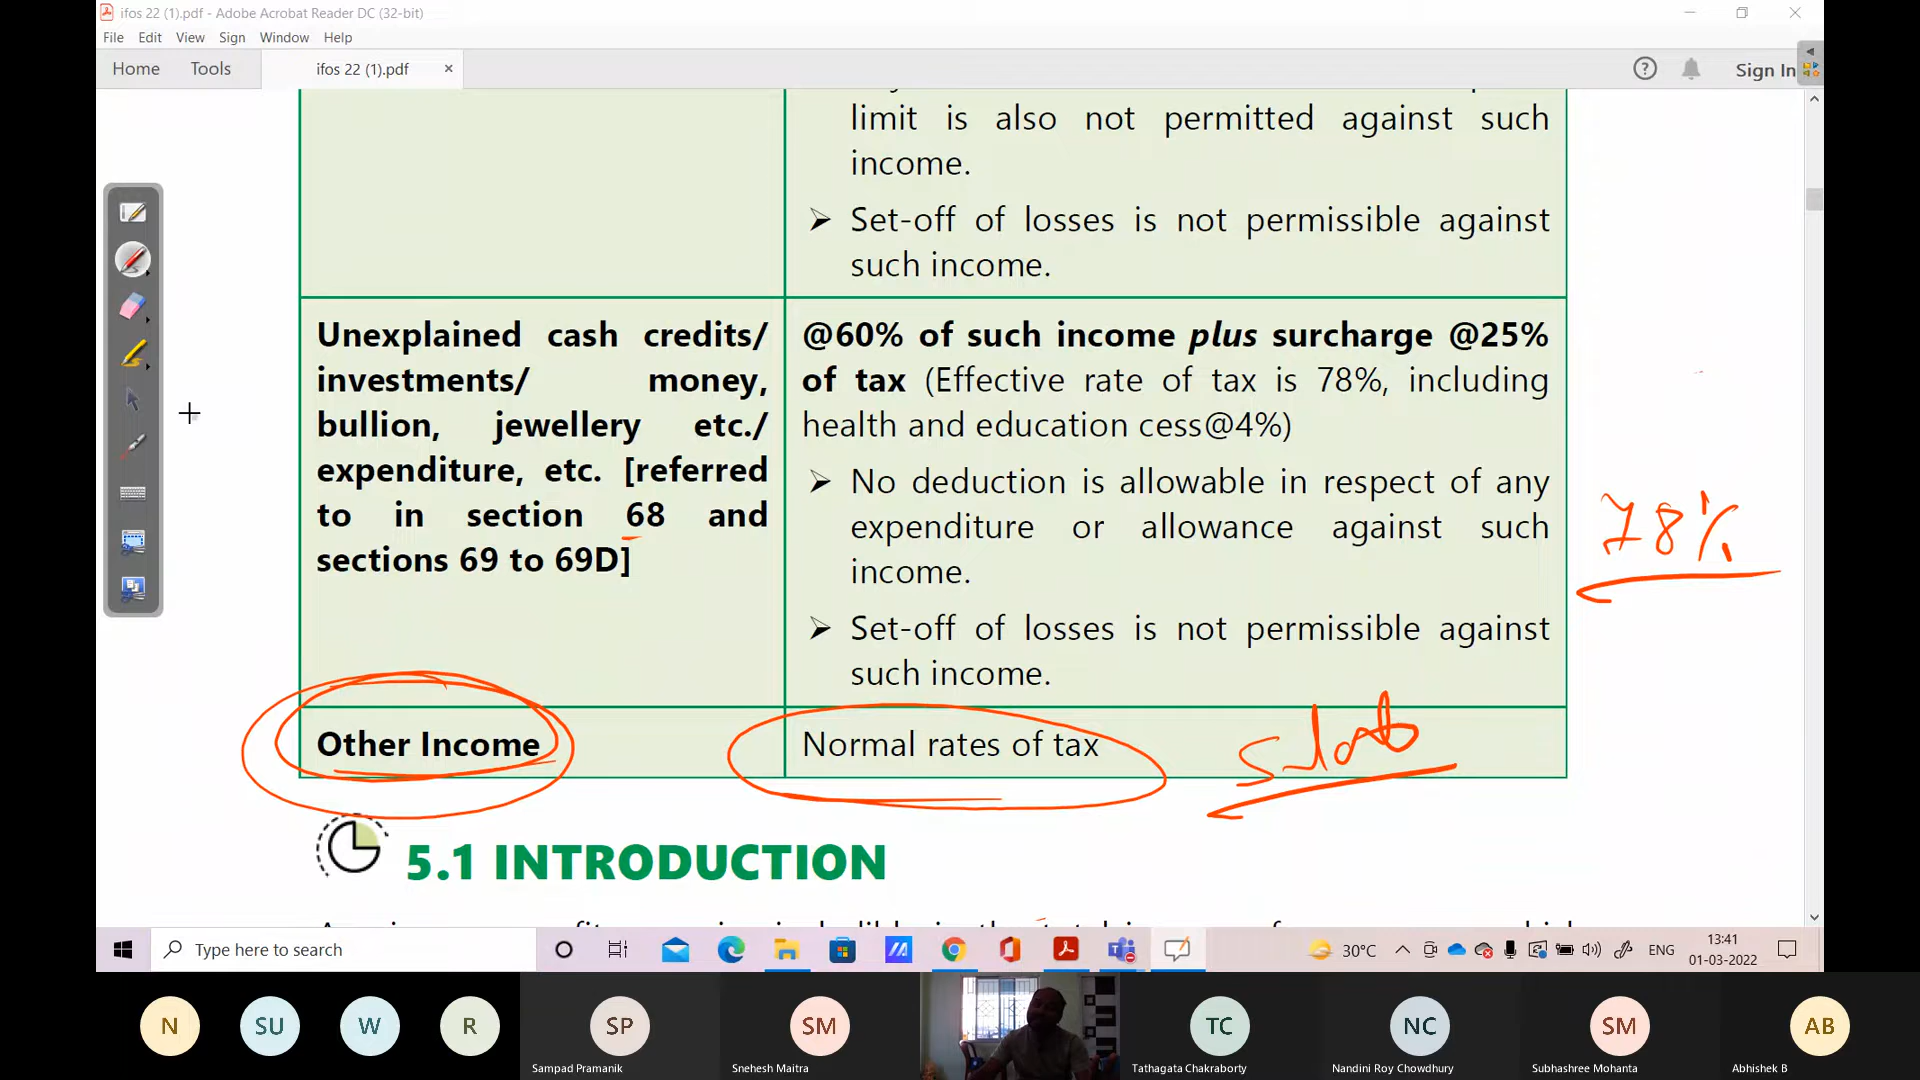 ifos 22 (1).pdf - Adobe Acrobat Reader DC (32-bit)
File Edit View Sign Window Help
Home Tools ifos 22 (1).pdf × Sign In
limit is also not permitted against such
income.
➢ Set-off of losses is not permissible against
such income.
Unexplained cash credits/
investments/ money,
bullion, jewellery etc./
expenditure, etc. [referred
to in section 68 and
sections 69 to 69D]
@60% of such income plus surcharge @25%
of tax (Effective rate of tax is 78%, including
health and education cess@4%)
➢ No deduction is allowable in respect of any
expenditure or allowance against such
income.
➢ Set-off of losses is not permissible against
such income.
78%
Other Income
Normal rates of tax
slab
5.1 INTRODUCTION
Type here to search
30°C
ENG
13:41
01-03-2022
N SU W R SP SM TC NC SM AB
Sampad Pramanik Snehesh Maitra Tathagata Chakraborty Nandini Roy Chowdhury Subhashree Mohanta Abhishek B